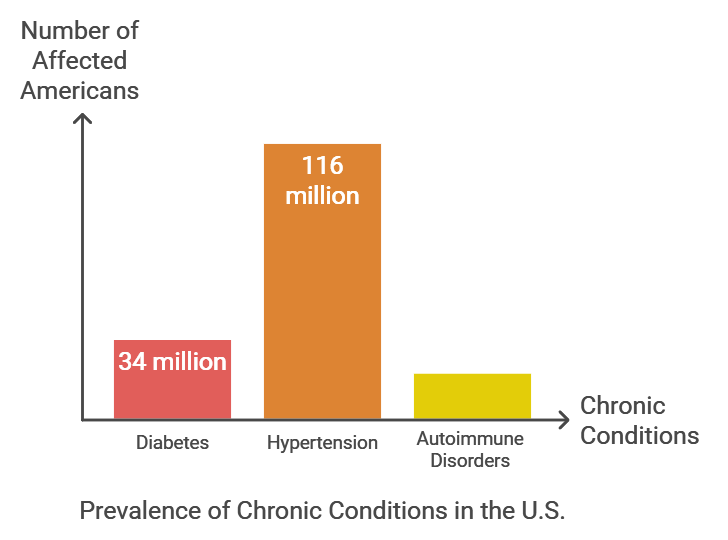 Number of
Affected
Americans
116
million
34 million
Diabetes
Hypertension
Autoimmune
Disorders
Chronic
Conditions
Prevalence of Chronic Conditions in the U.S.